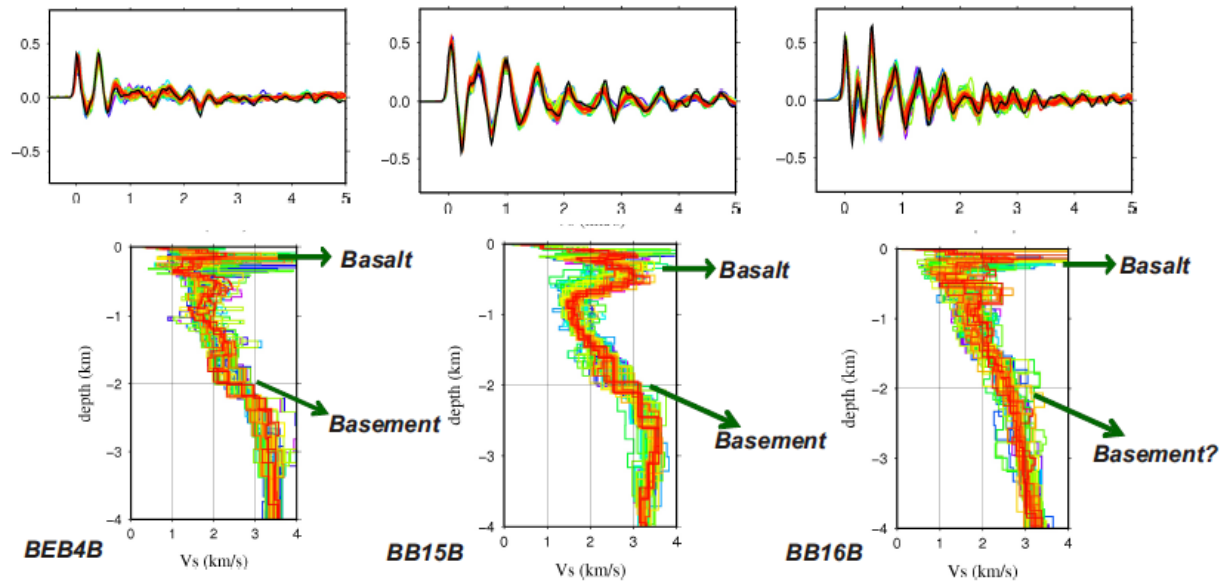 0.5
0.0
−0.5
0 1 2 3 4 5
0.5
0.0
−0.5
0 1 2 3 4 5
0.5
0.0
−0.5
0 1 2 3 4 5
0
−1
−2
−3
−4
depth (km)
0 1 2 3 4
Vs (km/s)
Basalt
Basement
BEB4B
0
−1
−2
−3
−4
depth (km)
0 1 2 3 4
Vs (km/s)
Basalt
Basement
BB15B
0
−1
−2
−3
−4
depth (km)
0 1 2 3 4
Vs (km/s)
Basalt
Basement?
BB16B